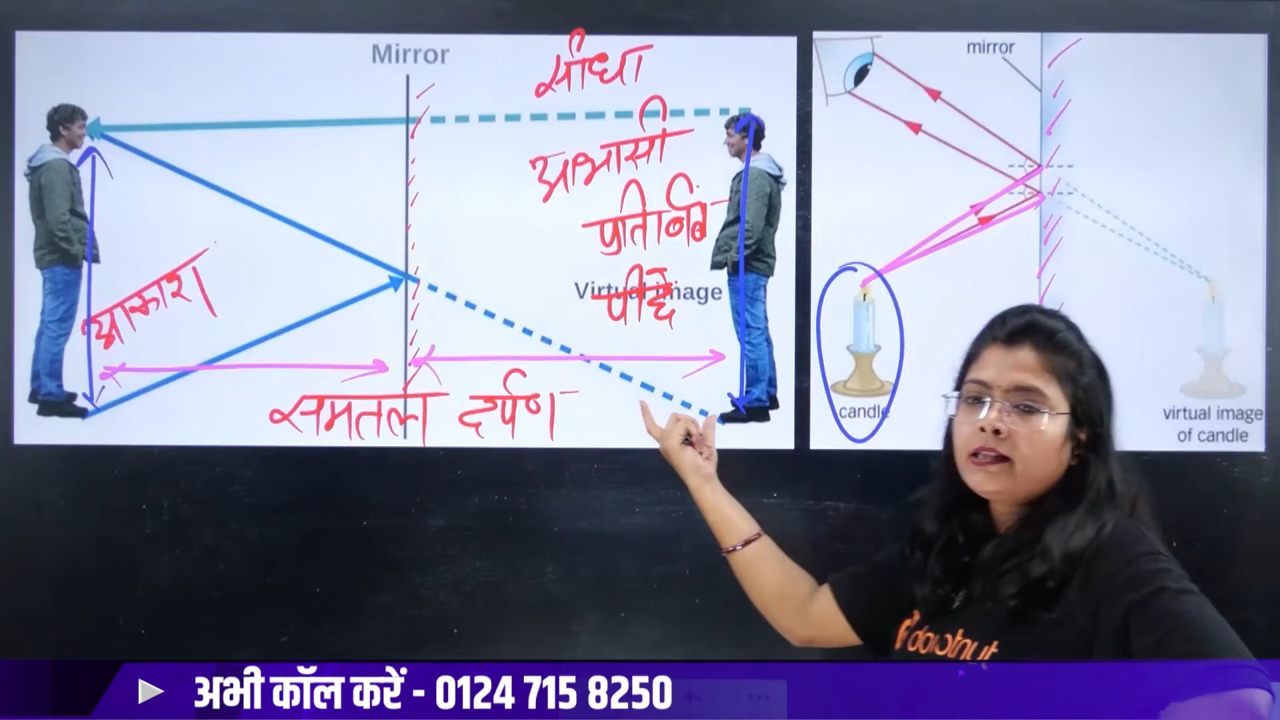 Mirror
सीधा
आभासी
प्रतिबिंब
Virtual image
पीछे
आकार
समतल दर्पण
mirror
candle
virtual image
of candle
doubtnut
अभी कॉल करें - 0124 715 8250